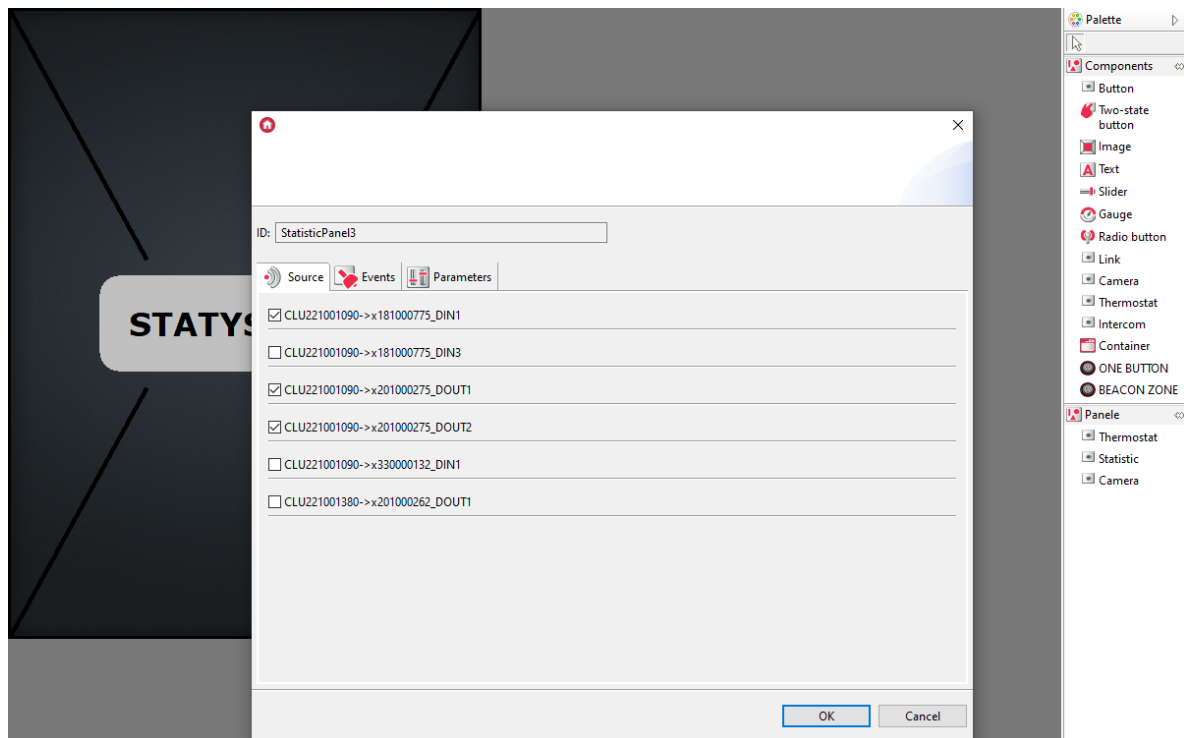 Palette
Components
Button
Two-state
button
Image
Text
Slider
Gauge
Radio button
Link
Camera
Thermostat
Intercom
Container
ONE BUTTON
BEACON ZONE
Panele
Thermostat
Statistic
Camera
STATYS
ID: StatisticPanel3
Source Events Parameters
CLU221001090->x181000775_DIN1
CLU221001090->x181000775_DIN3
CLU221001090->x201000275_DOUT1
CLU221001090->x201000275_DOUT2
CLU221001090->x330000132_DIN1
CLU221001380->x201000262_DOUT1
OK Cancel